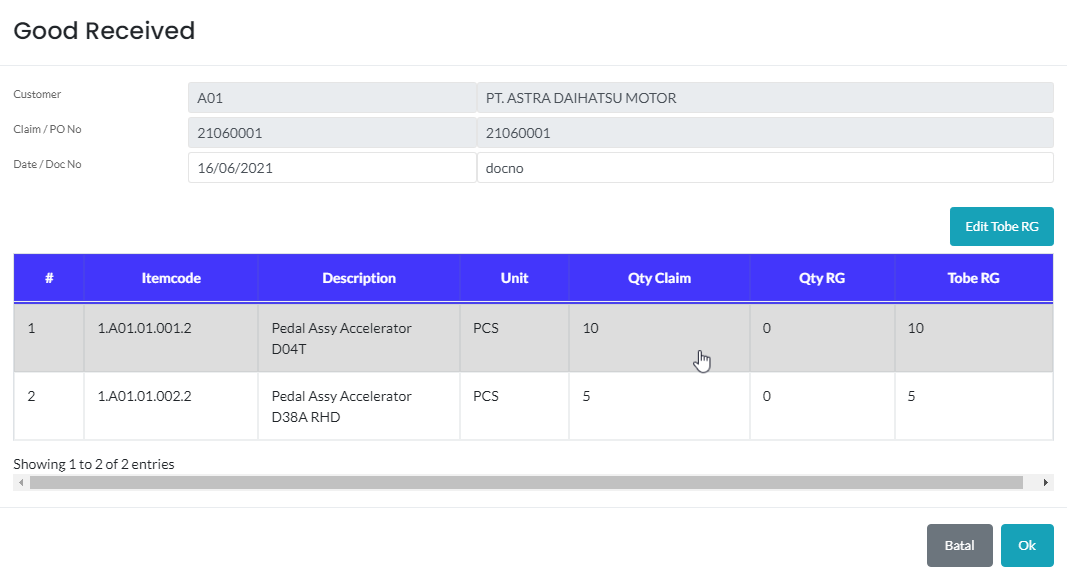 Good Received
Customer A01 PT. ASTRA DAIHATSU MOTOR
Claim / PO No 21060001 21060001
Date / Doc No 16/06/2021 docno
Edit Tobe RG
# Itemcode Description Unit Qty Claim Qty RG Tobe RG
1 1.A01.01.001.2 Pedal Assy Accelerator PCS 10 0 10
D04T
2 1.A01.01.002.2 Pedal Assy Accelerator PCS 5 0 5
D38A RHD
Showing 1 to 2 of 2 entries
Batal Ok